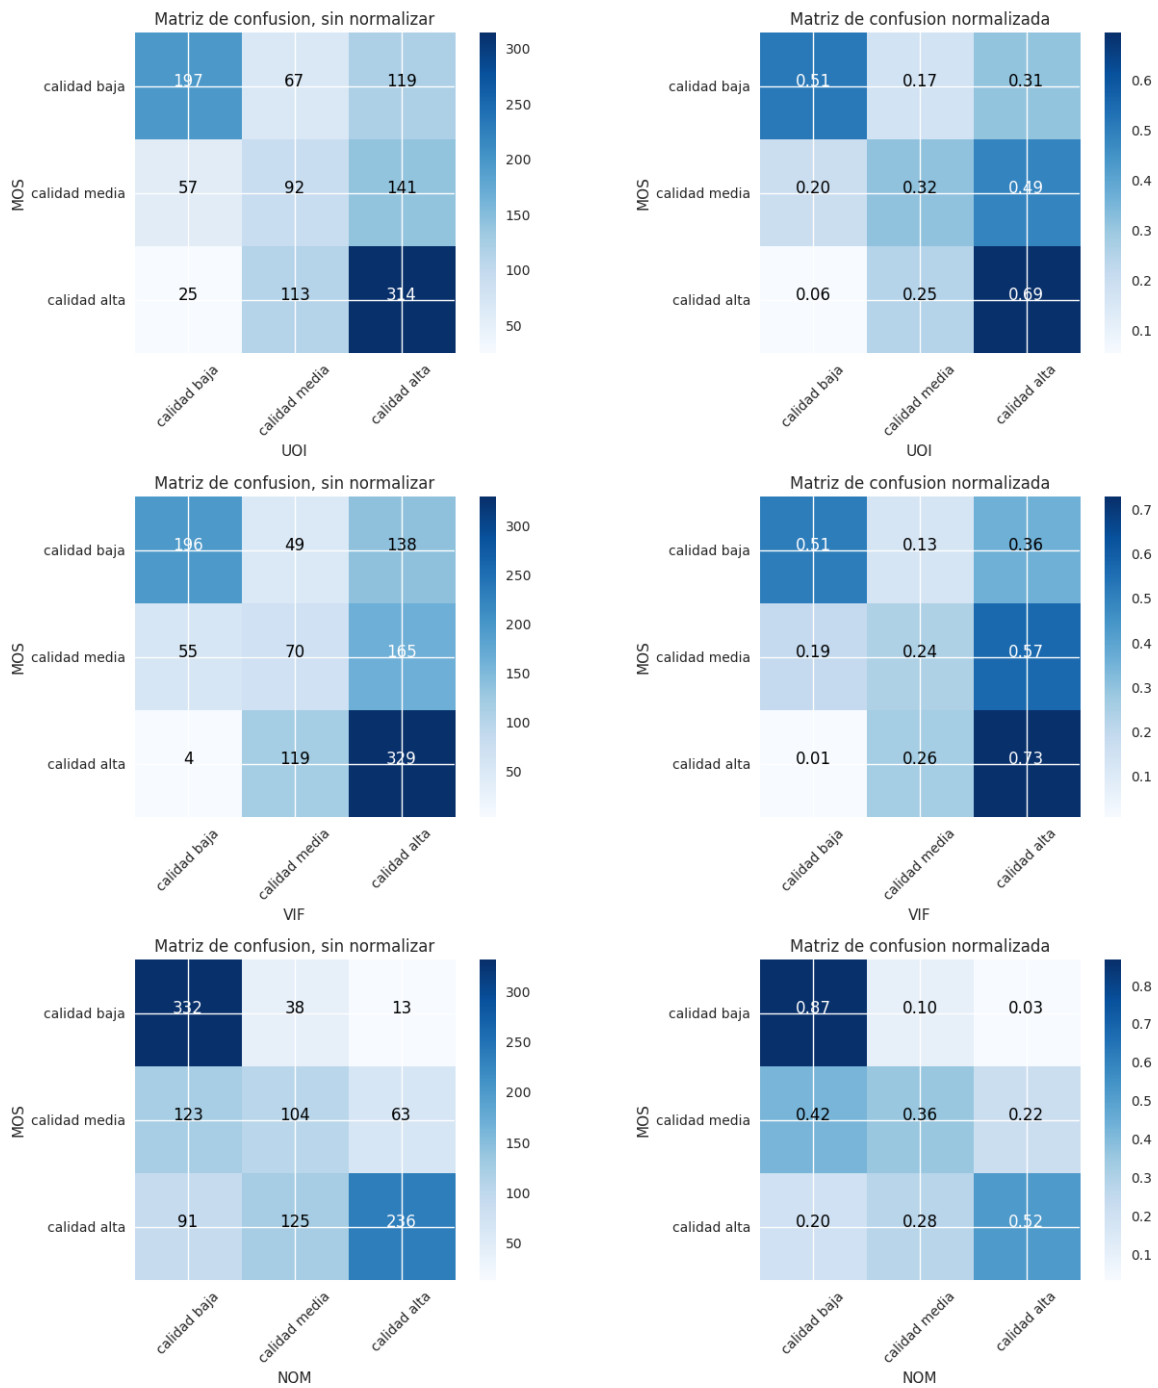 Matriz de confusion, sin normalizar
Matriz de confusion normalizada
calidad baja 197 67 119 300
calidad baja 0.51 0.17 0.31 0.6
250
0.5
MOS calidad media 57 92 141 200
MOS calidad media 0.20 0.32 0.49 0.4
150
0.3
calidad alta 25 113 314 100
calidad alta 0.06 0.25 0.69 0.2
50
0.1
calidad baja calidad media calidad alta
calidad baja calidad media calidad alta
UOI
UOI
Matriz de confusion, sin normalizar
Matriz de confusion normalizada
calidad baja 196 49 138 300
calidad baja 0.51 0.13 0.36 0.7
250
0.6
0.5
MOS calidad media 55 70 165 200
MOS calidad media 0.19 0.24 0.57 0.4
150
0.3
calidad alta 4 119 329 100
calidad alta 0.01 0.26 0.73 0.2
50
0.1
calidad baja calidad media calidad alta
calidad baja calidad media calidad alta
VIF
VIF
Matriz de confusion, sin normalizar
Matriz de confusion normalizada
calidad baja 332 38 13 300
calidad baja 0.87 0.10 0.03 0.8
250
0.7
0.6
MOS calidad media 123 104 63 200
MOS calidad media 0.42 0.36 0.22 0.5
150
0.4
0.3
calidad alta 91 125 236 100
calidad alta 0.20 0.28 0.52 0.2
50
0.1
calidad baja calidad media calidad alta
calidad baja calidad media calidad alta
NOM
NOM